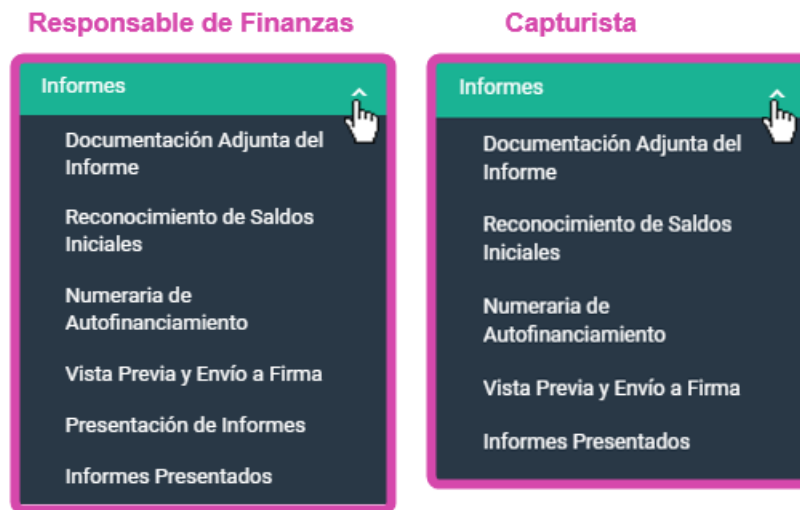 Responsable de Finanzas
Informes
Documentación Adjunta del
Informe
Reconocimiento de Saldos
Iniciales
Numeraria de
Autofinanciamiento
Vista Previa y Envío a Firma
Presentación de Informes
Informes Presentados
Capturista
Informes
Documentación Adjunta del
Informe
Reconocimiento de Saldos
Iniciales
Numeraria de
Autofinanciamiento
Vista Previa y Envío a Firma
Informes Presentados